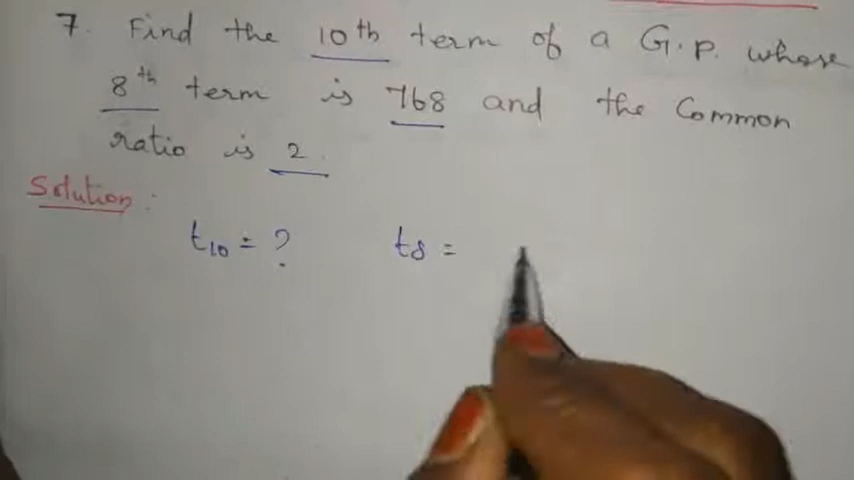 7. Find the 10th term of a G.P. whose
8th term is 768 and the Common
ratio is 2.
Solution :
t10 = ? t8 =